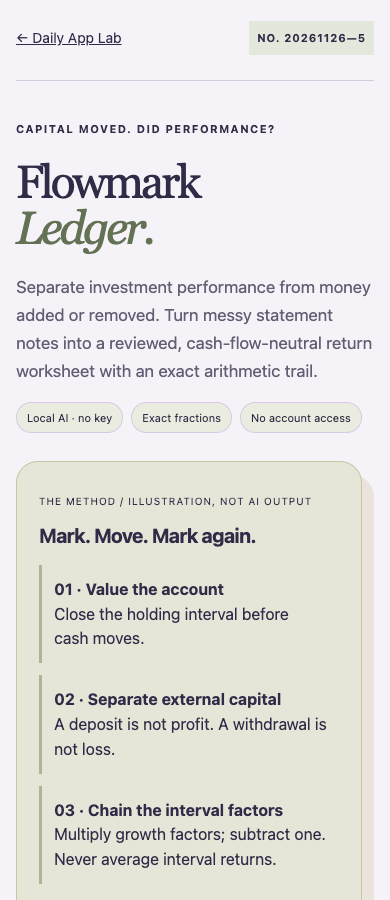 ← Daily App Lab
NO. 20261126—5
CAPITAL MOVED. DID PERFORMANCE?
Flowmark
Ledger.
Separate investment performance from money
added or removed. Turn messy statement
notes into a reviewed, cash-flow-neutral return
worksheet with an exact arithmetic trail.
Local AI · no key
Exact fractions
No account access
THE METHOD / ILLUSTRATION, NOT AI OUTPUT
Mark. Move. Mark again.
01 · Value the account
Close the holding interval before
cash moves.
02 · Separate external capital
A deposit is not profit. A withdrawal is
not loss.
03 · Chain the interval factors
Multiply growth factors; subtract one.
Never average interval returns.